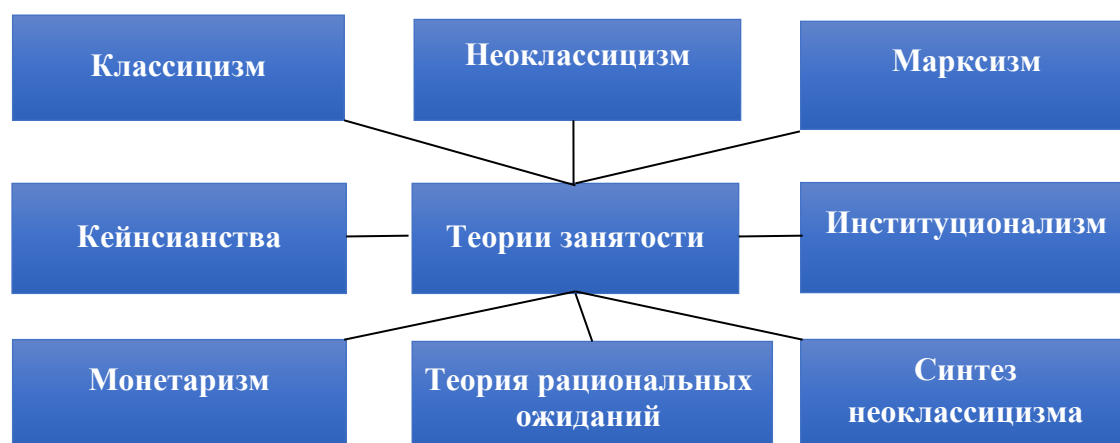 Классицизм
Неоклассицизм
Марксизм
Кейнсианства
Теории занятости
Институционализм
Монетаризм
Теория рациональных
ожиданий
Синтез
неоклассицизма